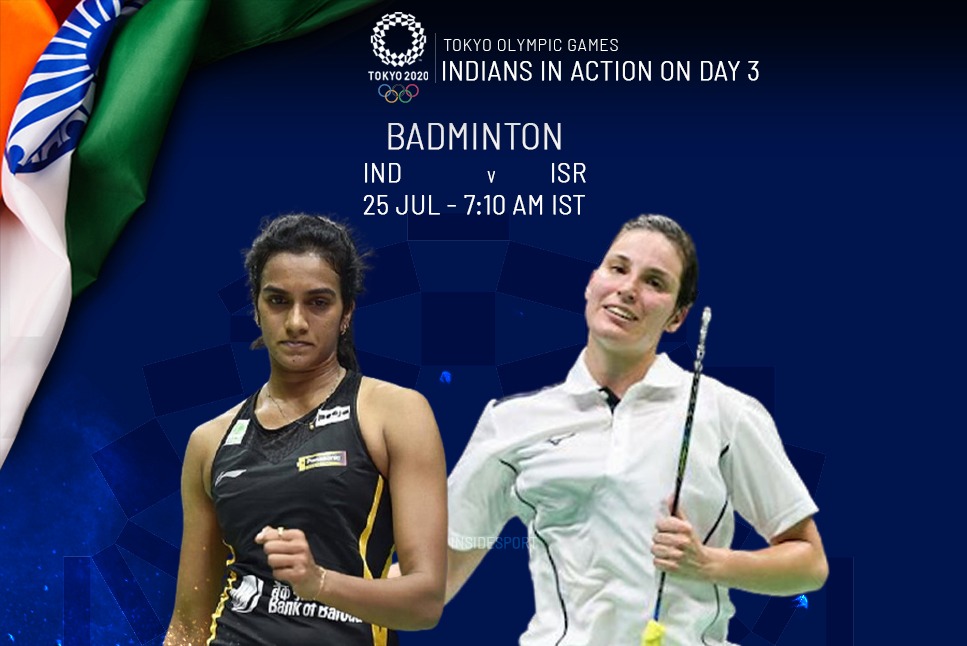 TOKYO 2020
TOKYO OLYMPIC GAMES
INDIANS IN ACTION ON DAY 3
BADMINTON
IND v ISR
25 JUL - 7:10 AM IST
Panasonic
INSIDESPORT
Bank of Baroda